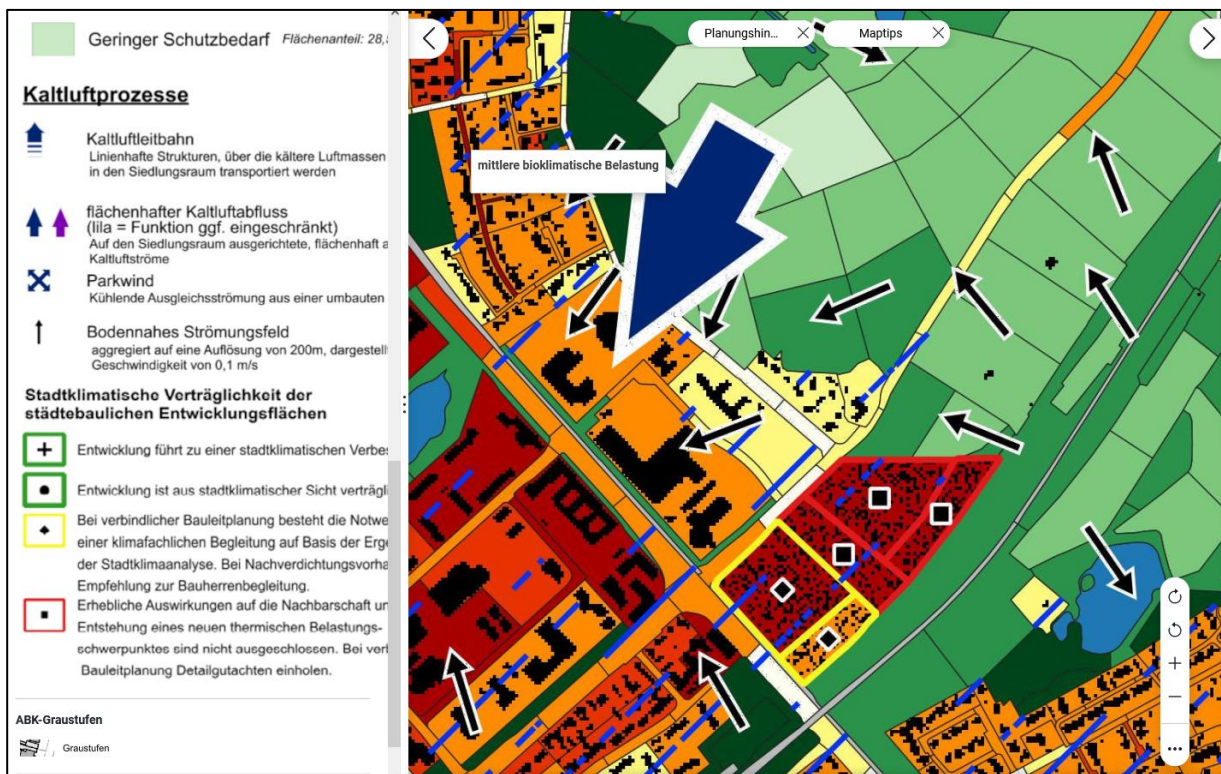 Geringer Schutzbedarf Flächenanteil: 28,
Kaltluftprozesse
Kaltluftleitbahn
Linienhafte Strukturen, über die kältere Luftmassen
in den Siedlungsraum transportiert werden
flächenhafter Kaltluftabfluss
(lila = Funktion ggf. eingeschränkt)
Auf den Siedlungsraum ausgerichtete, flächenhaft a
Kaltluftströme
Parkwind
Kühlende Ausgleichsströmung aus einer umbauten
Bodennahes Strömungsfeld
aggregiert auf eine Auflösung von 200m, dargestell
Geschwindigkeit von 0,1 m/s
Stadtklimatische Verträglichkeit der
städtebaulichen Entwicklungsflächen
Entwicklung führt zu einer stadtklimatischen Verbe
Entwicklung ist aus stadtklimatischer Sicht verträgli
Bei verbindlicher Bauleitplanung besteht die Notwe
einer klimafachlichen Begleitung auf Basis der Erge
der Stadtklimaanalyse. Bei Nachverdichtungsvorha
Empfehlung zur Bauherrenbegleitung.
Erhebliche Auswirkungen auf die Nachbarschaft un
Entstehung eines neuen thermischen Belastungs-
schwerpunktes sind nicht ausgeschlossen. Bei verb
Bauleitplanung Detailgutachten einholen.
ABK-Graustufen
Graustufen
Planungshin...
Maptips
mittlere bioklimatische Belastung